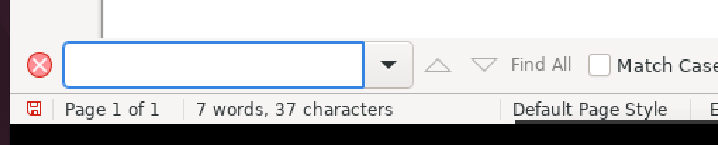 Find All Match Case
Page 1 of 1 7 words, 37 characters Default Page Style